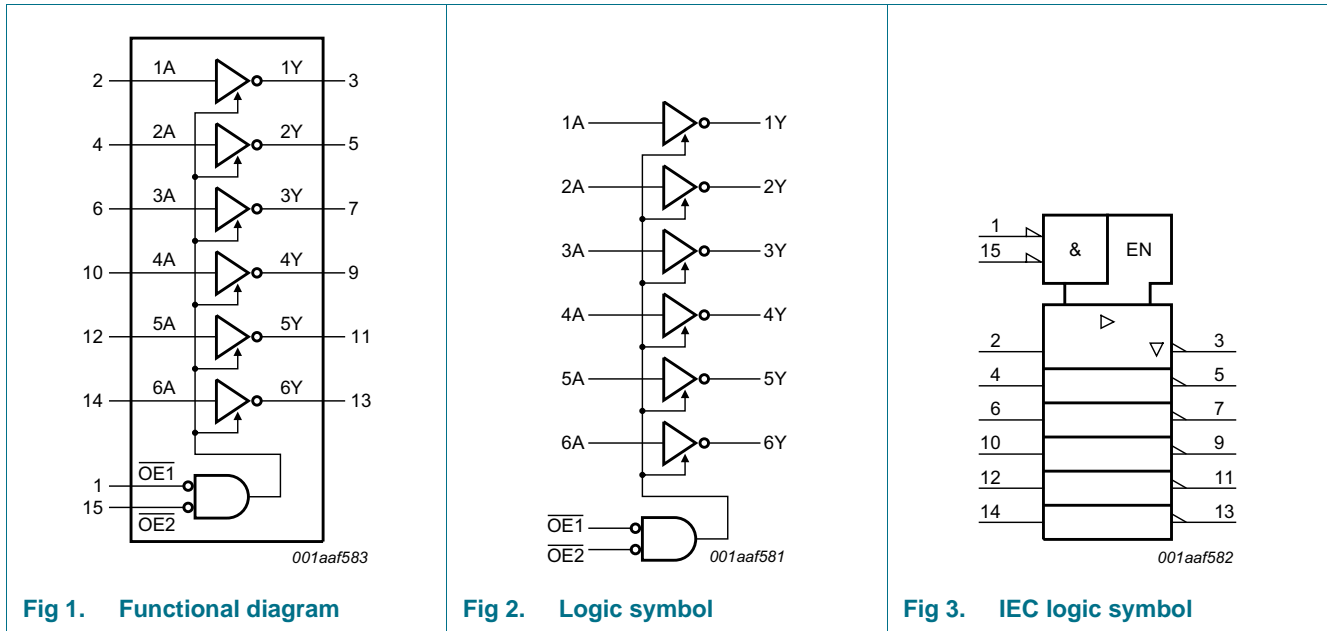 2 1A 1Y 3
4 2A 2Y 5
6 3A 3Y 7
10 4A 4Y 9
12 5A 5Y 11
14 6A 6Y 13
1 OE1
15 OE2
001aaf583
Fig 1. Functional diagram
1A 1Y
2A 2Y
3A 3Y
4A 4Y
5A 5Y
6A 6Y
OE1
OE2
001aaf581
Fig 2. Logic symbol
1
15
& EN
2 3
4 5
6 7
10 9
12 11
14 13
001aaf582
Fig 3. IEC logic symbol